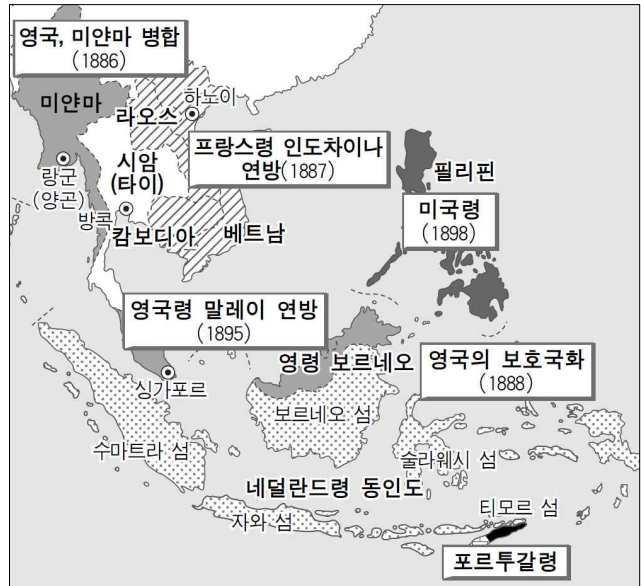 영국, 미얀마 병합
(1886)
미얀마
라오스
하노이
프랑스령 인도차이나
연방(1887)
시암
(타이)
랑군
(양곤)
방콕
캄보디아
베트남
필리핀
미국령
(1898)
영국령 말레이 연방
(1895)
영령 보르네오
영국의 보호국화
(1888)
싱가포르
보르네오 섬
수마트라 섬
술라웨시 섬
네덜란드령 동인도
티모르 섬
자와 섬
포르투갈령